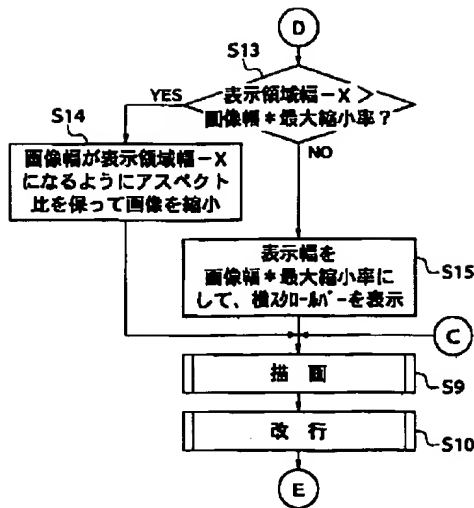 D
S13
表示領域幅-X>
画像幅*最大縮小率?
YES
NO
S14
画像幅が表示領域幅-X
になるようにアスペクト
比を保って画像を縮小
表示幅を
画像幅*最大縮小率に
して、横スクロールバーを表示
S15
C
描画
S9
改行
S10
E